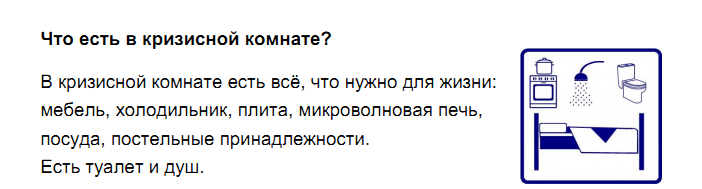 Что есть в кризисной комнате?
В кризисной комнате есть всё, что нужно для жизни:
мебель, холодильник, плита, микроволновая печь,
посуда, постельные принадлежности.
Есть туалет и душ.